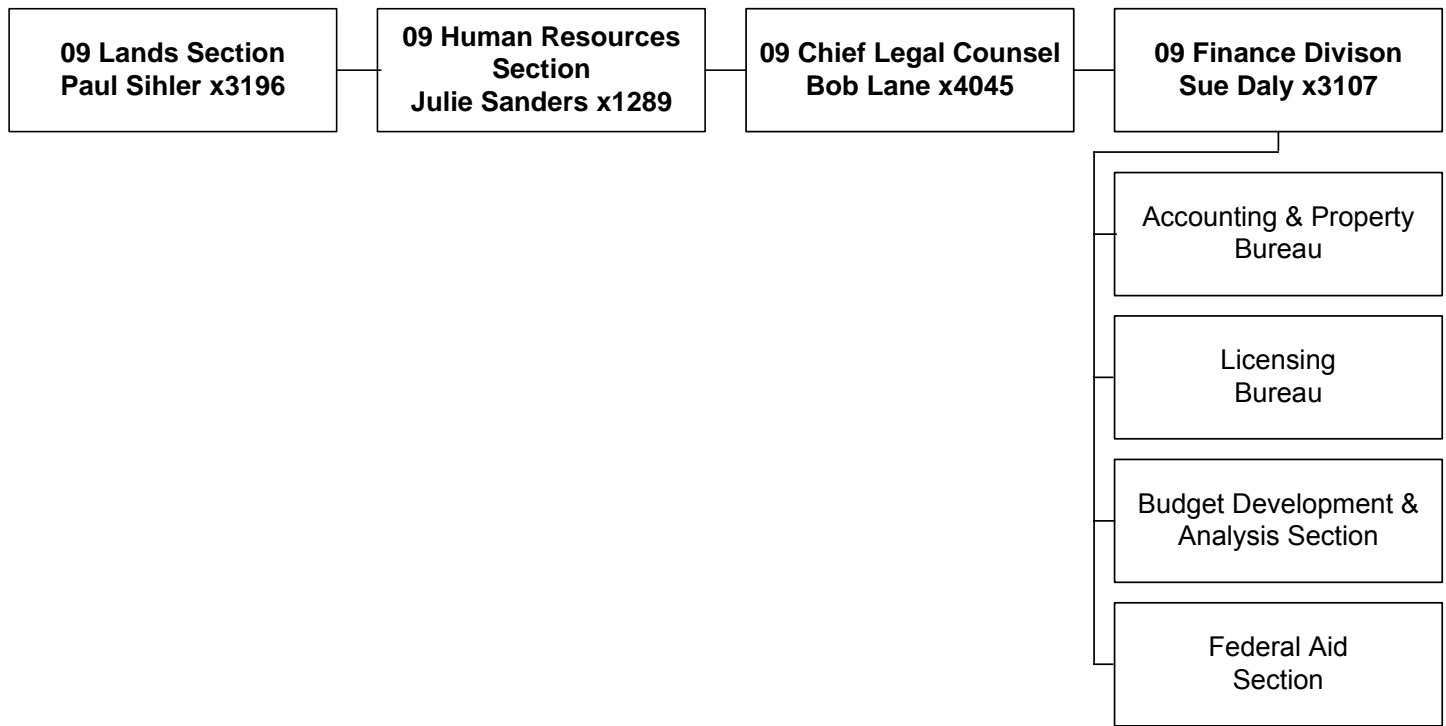 09 Lands Section
Paul Sihler x3196
09 Human Resources
Section
Julie Sanders x1289
09 Chief Legal Counsel
Bob Lane x4045
09 Finance Divison
Sue Daly x3107
Accounting & Property
Bureau
Licensing
Bureau
Budget Development &
Analysis Section
Federal Aid
Section